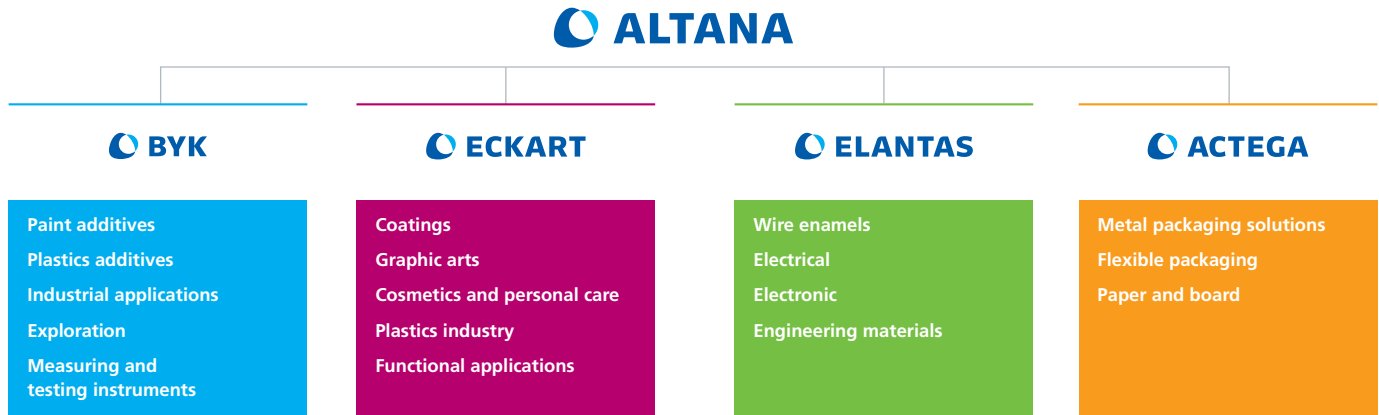 ALTANA
BYK
ECKART
ELANTAS
ACTEGA
Paint additives
Plastics additives
Industrial applications
Exploration
Measuring and
testing instruments
Coatings
Graphic arts
Cosmetics and personal care
Plastics industry
Functional applications
Wire enamels
Electrical
Electronic
Engineering materials
Metal packaging solutions
Flexible packaging
Paper and board